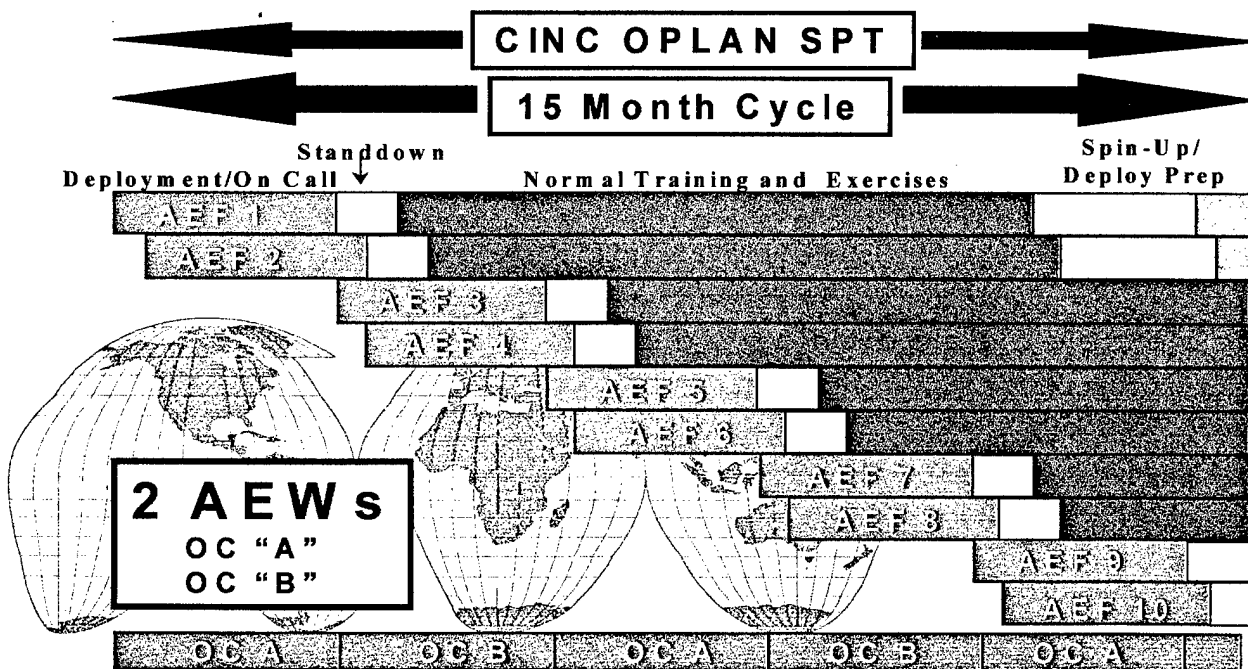 CINC OPLAN SPT
15 Month Cycle
Standdown
Deployment/On Call
Normal Training and Exercises
Spin-Up/
Deploy Prep
AEF 1
AEF 2
AEF 3
AEF 4
AEF 5
AEF 6
AEF 7
AEF 8
AEF 9
AEF 10
2 AEWs
OC “A”
OC “B”
OC A OC B OC A OC B OC A